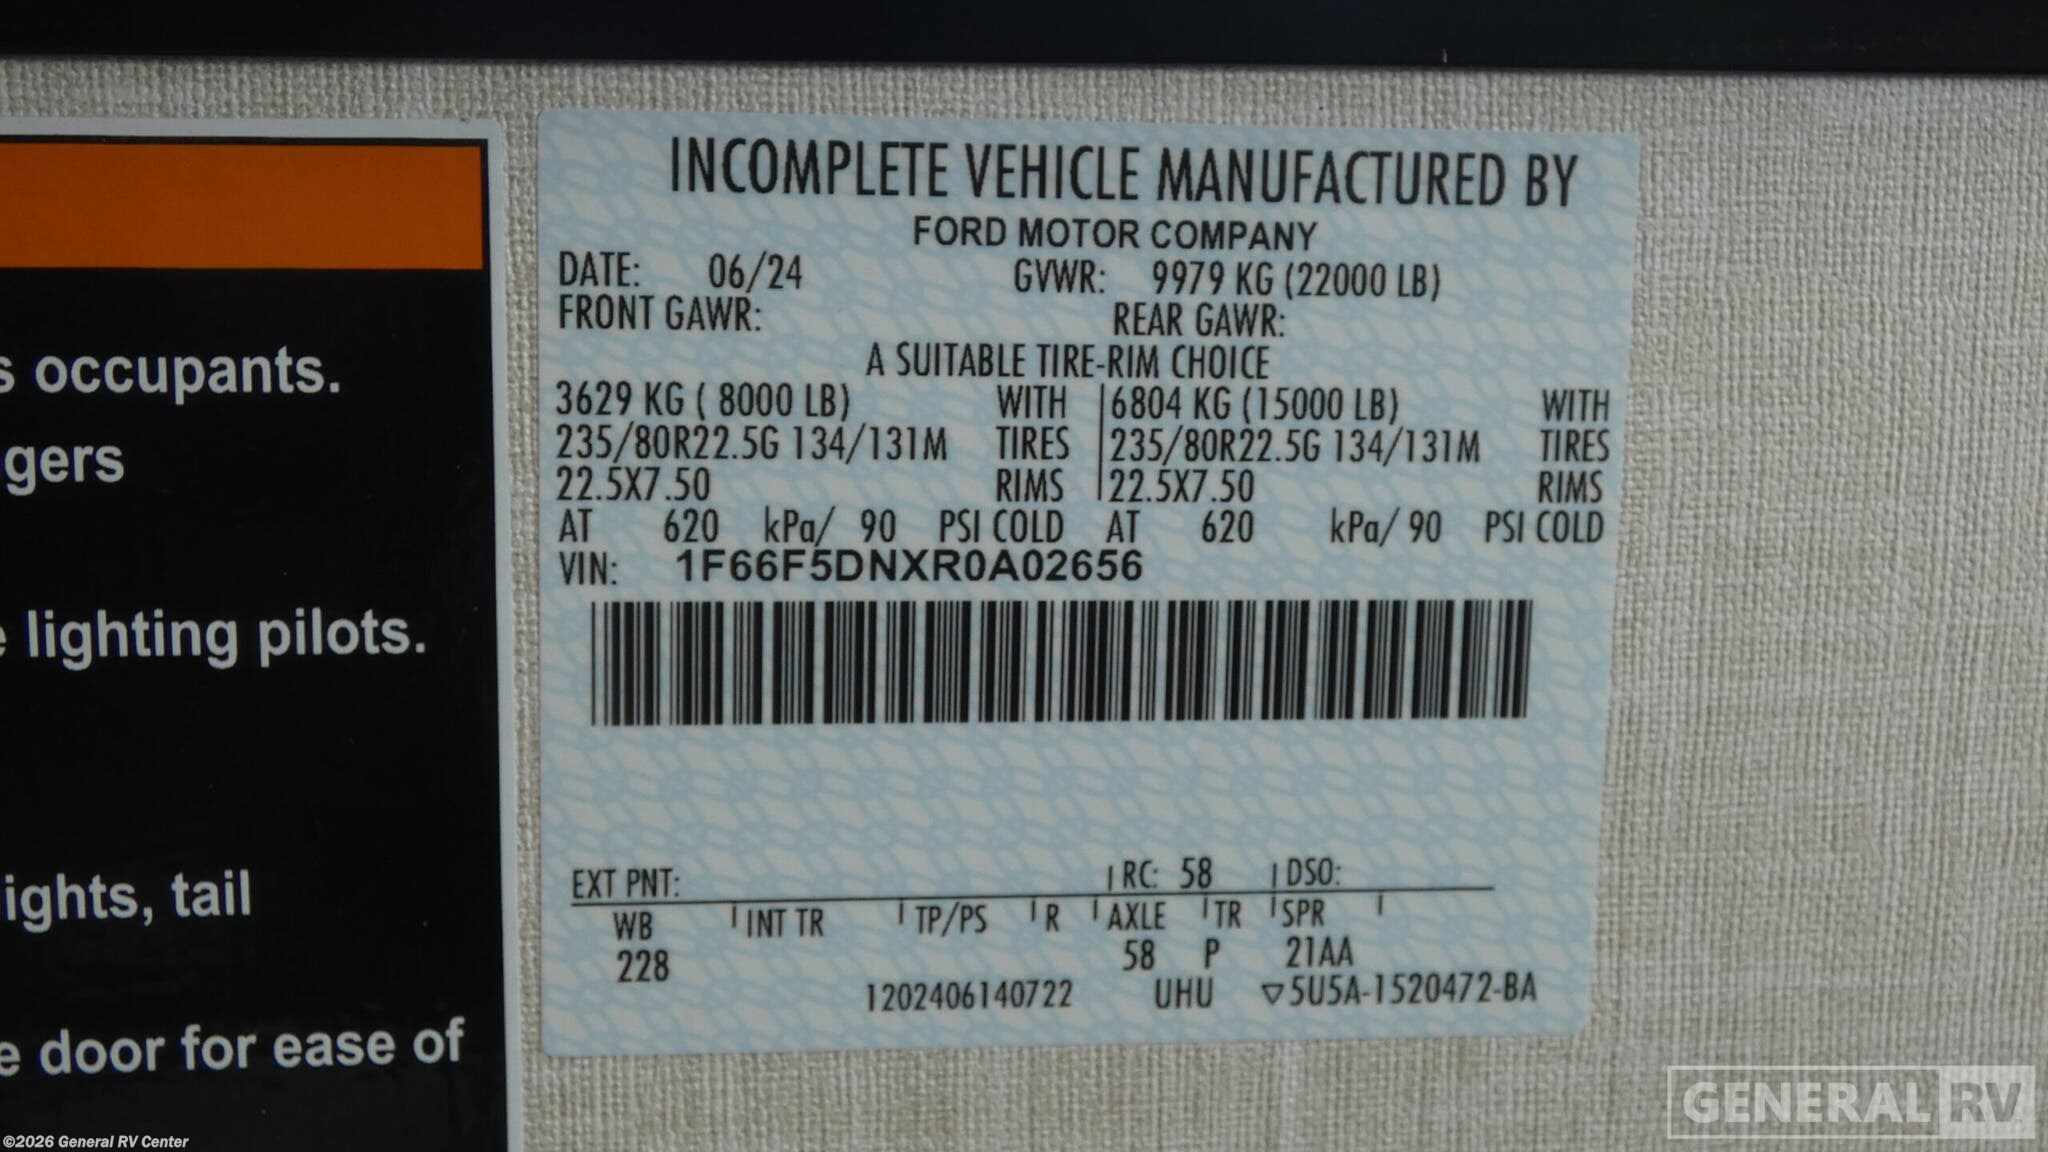 s occupants.
gers
lighting pilots.
ights, tail
e door for ease of
INCOMPLETE VEHICLE MANUFACTURED BY
FORD MOTOR COMPANY
DATE: 06/24 GVWR: 9979 KG (22000 LB)
FRONT GAWR: REAR GAWR:
A SUITABLE TIRE-RIM CHOICE
3629 KG ( 8000 LB) WITH 6804 KG (15000 LB) WITH
235/80R22.5G 134/131M TIRES 235/80R22.5G 134/131M TIRES
22.5X7.50 RIMS 22.5X7.50 RIMS
AT 620 kPa/ 90 PSI COLD AT 620 kPa/ 90 PSI COLD
VIN: 1F66F5DNXR0A02656
EXT PNT: RC: 58 DSO:
WB INT TR TP/PS R AXLE TR SPR
228 58 P 21AA
1202406140722 UHU ▽5U5A-1520472-BA
GENERAL RV
©2026 General RV Center